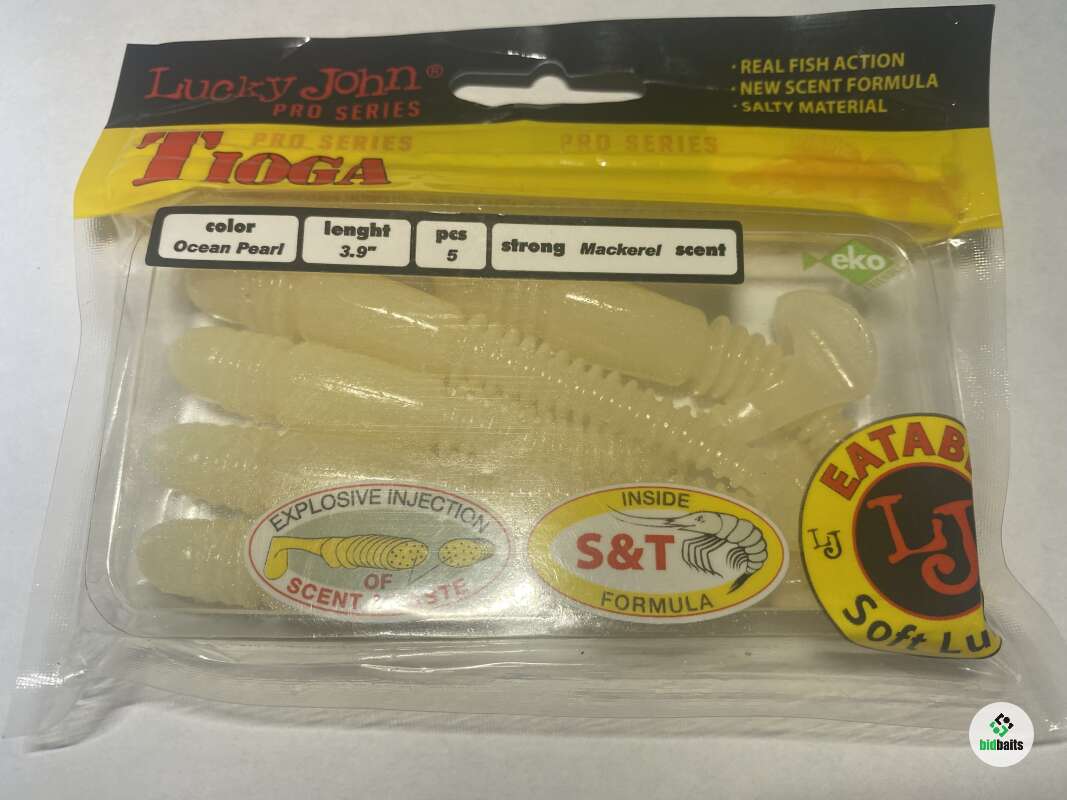 Lucky John®
PRO SERIES
· REAL FISH ACTION
· NEW SCENT FORMULA
· SALTY MATERIAL
PRO SERIES PRO SERIES
TIOGA
color
Ocean Pearl
lenght
3.9"
pcs
5
strong Mackerel scent
eko
EXPLOSIVE INJECTION
OF
SCENT
INSIDE
S&T
FORMULA
EATAB
LJ
LJ
Soft Lu
bidbaits